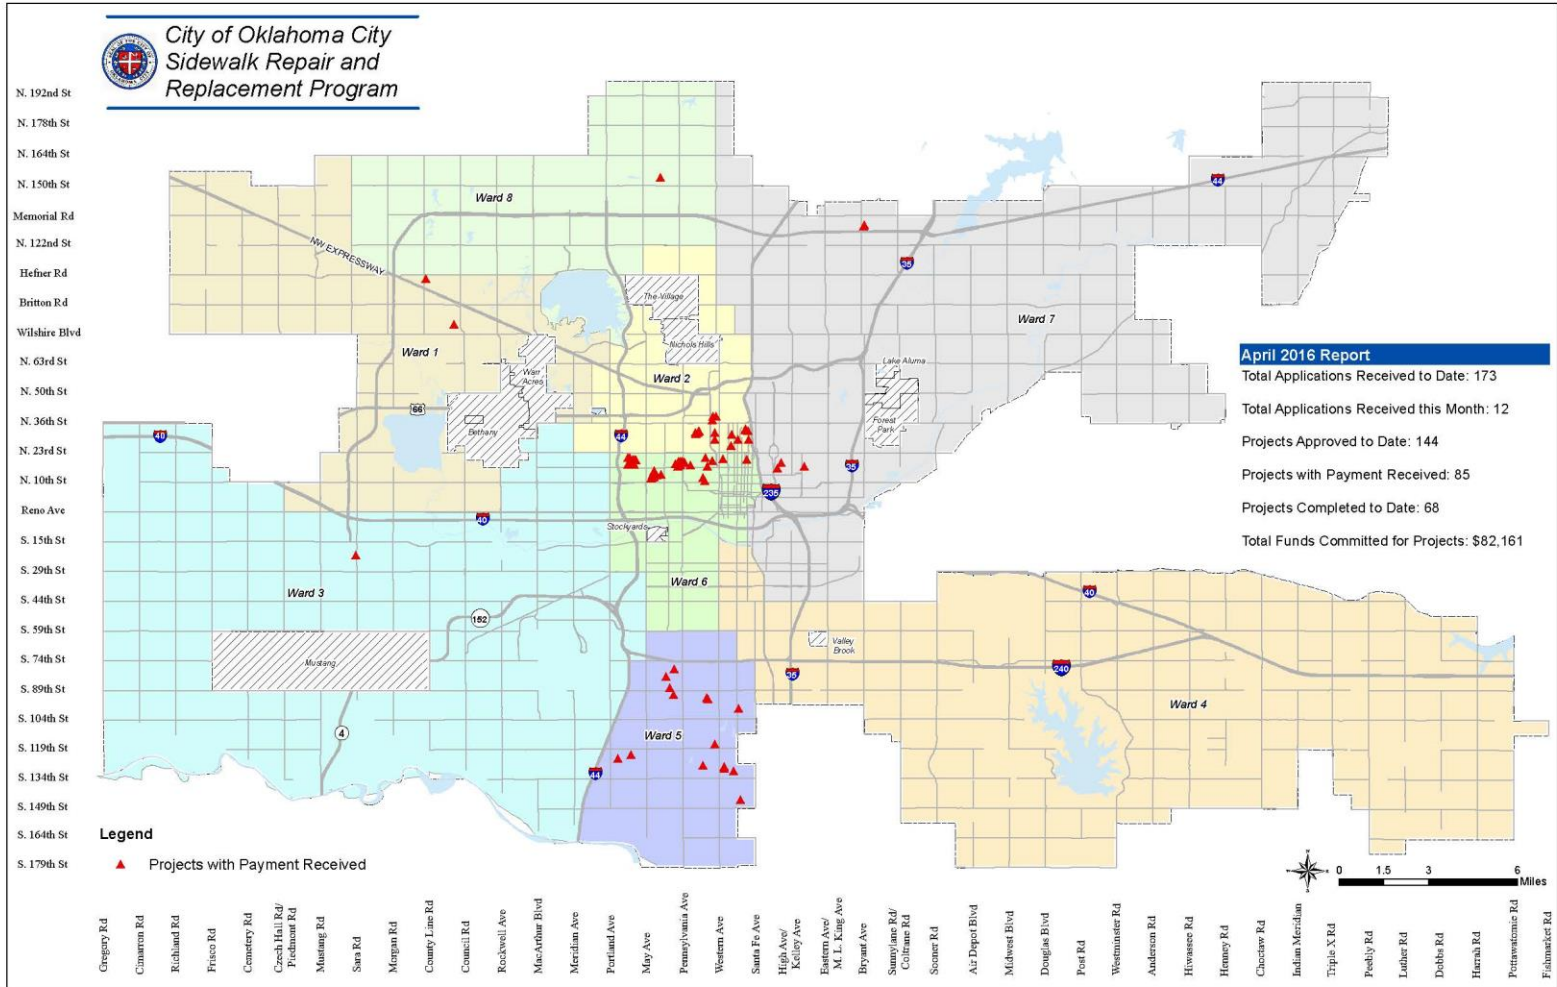 City of Oklahoma City
Sidewalk Repair and
Replacement Program
N. 192nd St
N. 178th St
N. 164th St
N. 150th St
Memorial Rd
N. 122nd St
Hefner Rd
Britton Rd
Wilshire Blvd
N. 63rd St
N. 50th St
N. 36th St
N. 23rd St
N. 10th St
Reno Ave
S. 15th St
S. 29th St
S. 44th St
S. 59th St
S. 74th St
S. 89th St
S. 104th St
S. 119th St
S. 134th St
S. 149th St
S. 164th St
S. 179th St
Ward 8
44
NW EXPRESSWAY
35
The Village
Ward 7
Nichols Hills
Ward 1
Lake Aluma
Warr
Acres
Ward 2
66
Forest
Park
Bethany
40
44
35
235
40
Stockyards
Ward 6
Ward 3
40
152
Valley
Brook
Mustang
240
35
Ward 4
4
Ward 5
44
April 2016 Report
Total Applications Received to Date: 173
Total Applications Received this Month: 12
Projects Approved to Date: 144
Projects with Payment Received: 85
Projects Completed to Date: 68
Total Funds Committed for Projects: $82,161
Legend
Projects with Payment Received
0 1.5 3 6
Miles
Gregory Rd
Cimarron Rd
Richland Rd
Frisco Rd
Cemetery Rd
Czech Hall Rd/
Piedmont Rd
Mustang Rd
Sara Rd
Morgan Rd
County Line Rd
Council Rd
Rockwell Ave
MacArthur Blvd
Meridian Ave
Portland Ave
May Ave
Pennsylvania Ave
Western Ave
Santa Fe Ave
High Ave/
Kelley Ave
Eastern Ave/
M. L. King Ave
Bryant Ave
Sunnylane Rd/
Coltrane Rd
Sooner Rd
Air Depot Blvd
Midwest Blvd
Douglas Blvd
Post Rd
Westminster Rd
Anderson Rd
Hiwassee Rd
Henney Rd
Choctaw Rd
Indian Meridian
Triple X Rd
Peebly Rd
Luther Rd
Dobbs Rd
Harrah Rd
Pottawatomie Rd
Fishmarket Rd